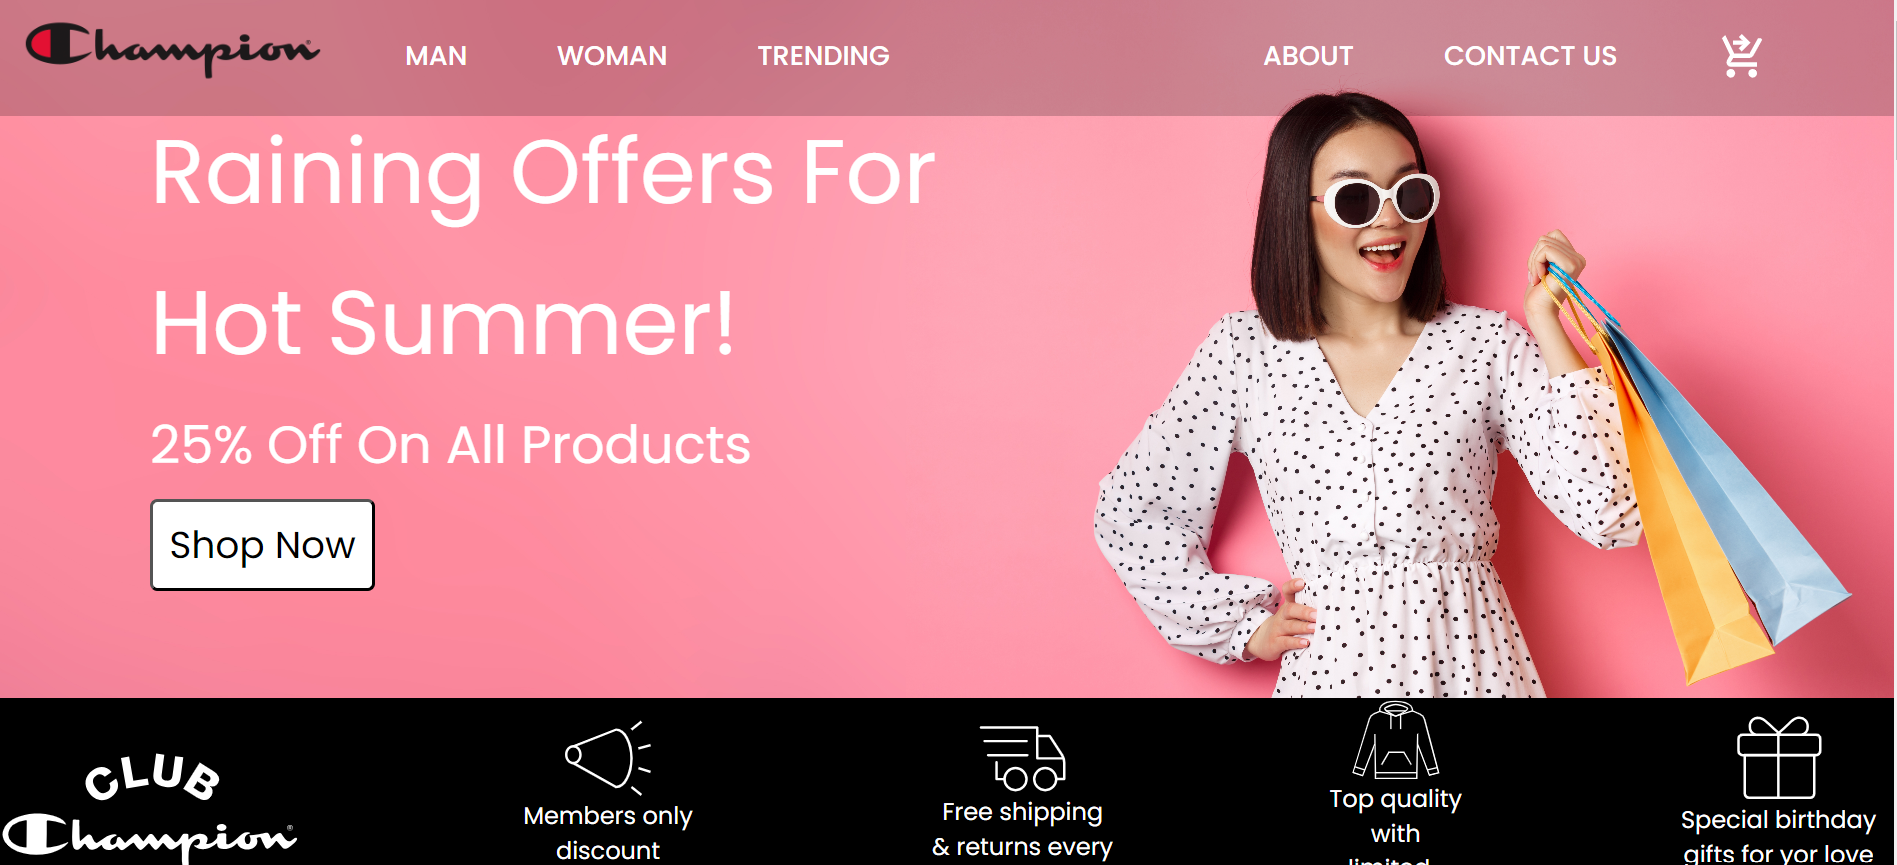 Champion
MAN
WOMAN
TRENDING
ABOUT
CONTACT US
Raining Offers For
Hot Summer!
25% Off On All Products
Shop Now
CLUB
Champion®
Members only
discount
Free shipping
& returns every
Top quality
with
limited
Special birthday
gifts for yor love